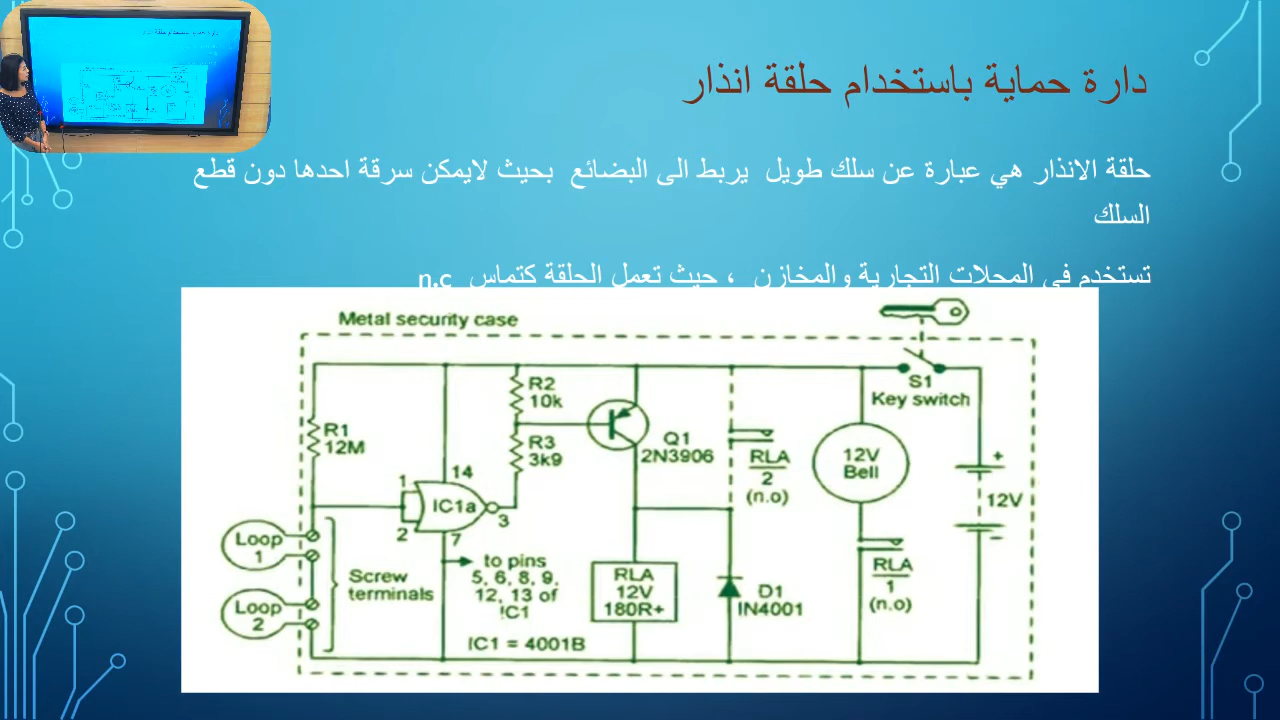 دارة حماية باستخدام حلقة انذار
حلقة الانذار هي عبارة عن سلك طويل يربط الى البضائع بحيث لايمكن سرقة احدها دون قطع
السلك
تستخدم في المحلات التجارية والمخازن ، حيث تعمل الحلقة كتماس n.c
Metal security case
S1
Key switch
R1
12M
R2
10k
R3
3k9
Q1
2N3906
RLA
2
(n.o)
12V
Bell
+
12V
−
1
2
14
IC1a
3
7
Loop
1
Loop
2
Screw
terminals
to pins
5, 6, 8, 9,
12, 13 of
IC1
IC1 = 4001B
RLA
12V
180R+
D1
IN4001
RLA
1
(n.o)